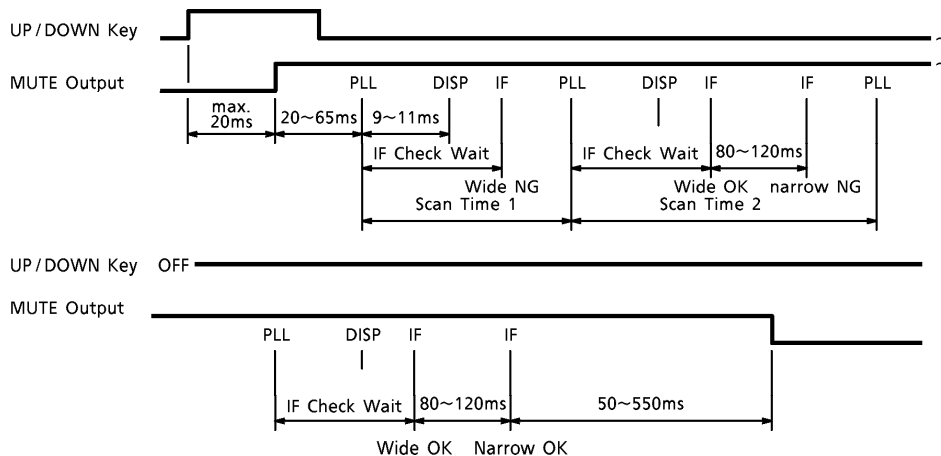 UP/DOWN Key
MUTE Output
PLL DISP IF PLL DISP IF IF PLL
max.
20ms
20~65ms 9~11ms
IF Check Wait IF Check Wait 80~120ms
Wide NG Wide OK narrow NG
Scan Time 1 Scan Time 2
UP/DOWN Key OFF
MUTE Output
PLL DISP IF IF
IF Check Wait 80~120ms 50~550ms
Wide OK Narrow OK